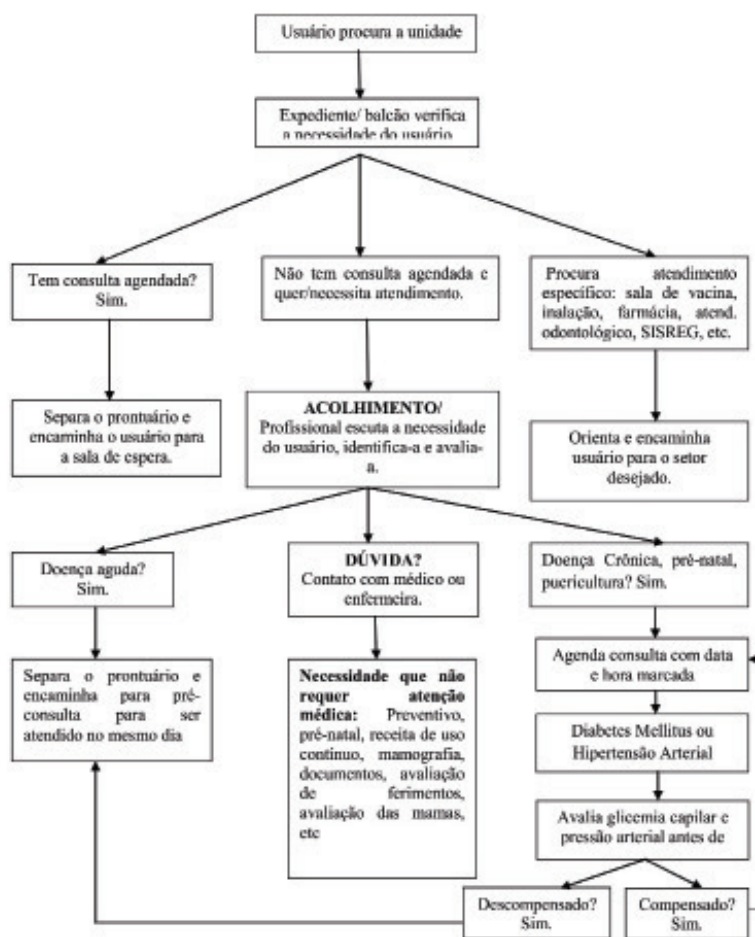 Usuário procura a unidade
Expediente/ balcão verifica
a necessidade do usuário
Tem consulta agendada?
Sim.
Não tem consulta agendada e
quer/necessita atendimento.
Procura atendimento
específico: sala de vacina,
inalação, farmácia, atend.
odontológico, SISREG, etc.
Separa o prontuário e
encaminha o usuário para
a sala de espera.
ACOLHIMENTO/
Profissional escuta a necessidade
do usuário, identifica-a e avalia-
a.
Orienta e encaminha
usuário para o setor
desejado.
Doença aguda?
Sim.
DÚVIDA?
Contato com médico ou
enfermeira.
Doença Crônica, pré-natal,
puericultura? Sim.
Separa o prontuário e
encaminha para pré-
consulta para ser
atendido no mesmo dia
Necessidade que não
requer atenção
médica: Preventivo,
pré-natal, receita de uso
contínuo, mamografia,
documentos, avaliação
de ferimentos,
avaliação das mamas,
etc
Agenda consulta com data
e hora marcada
Diabetes Mellitus ou
Hipertensão Arterial
Avalia glicemia capilar e
pressão arterial antes de
Descompensado?
Sim.
Compensado?
Sim.